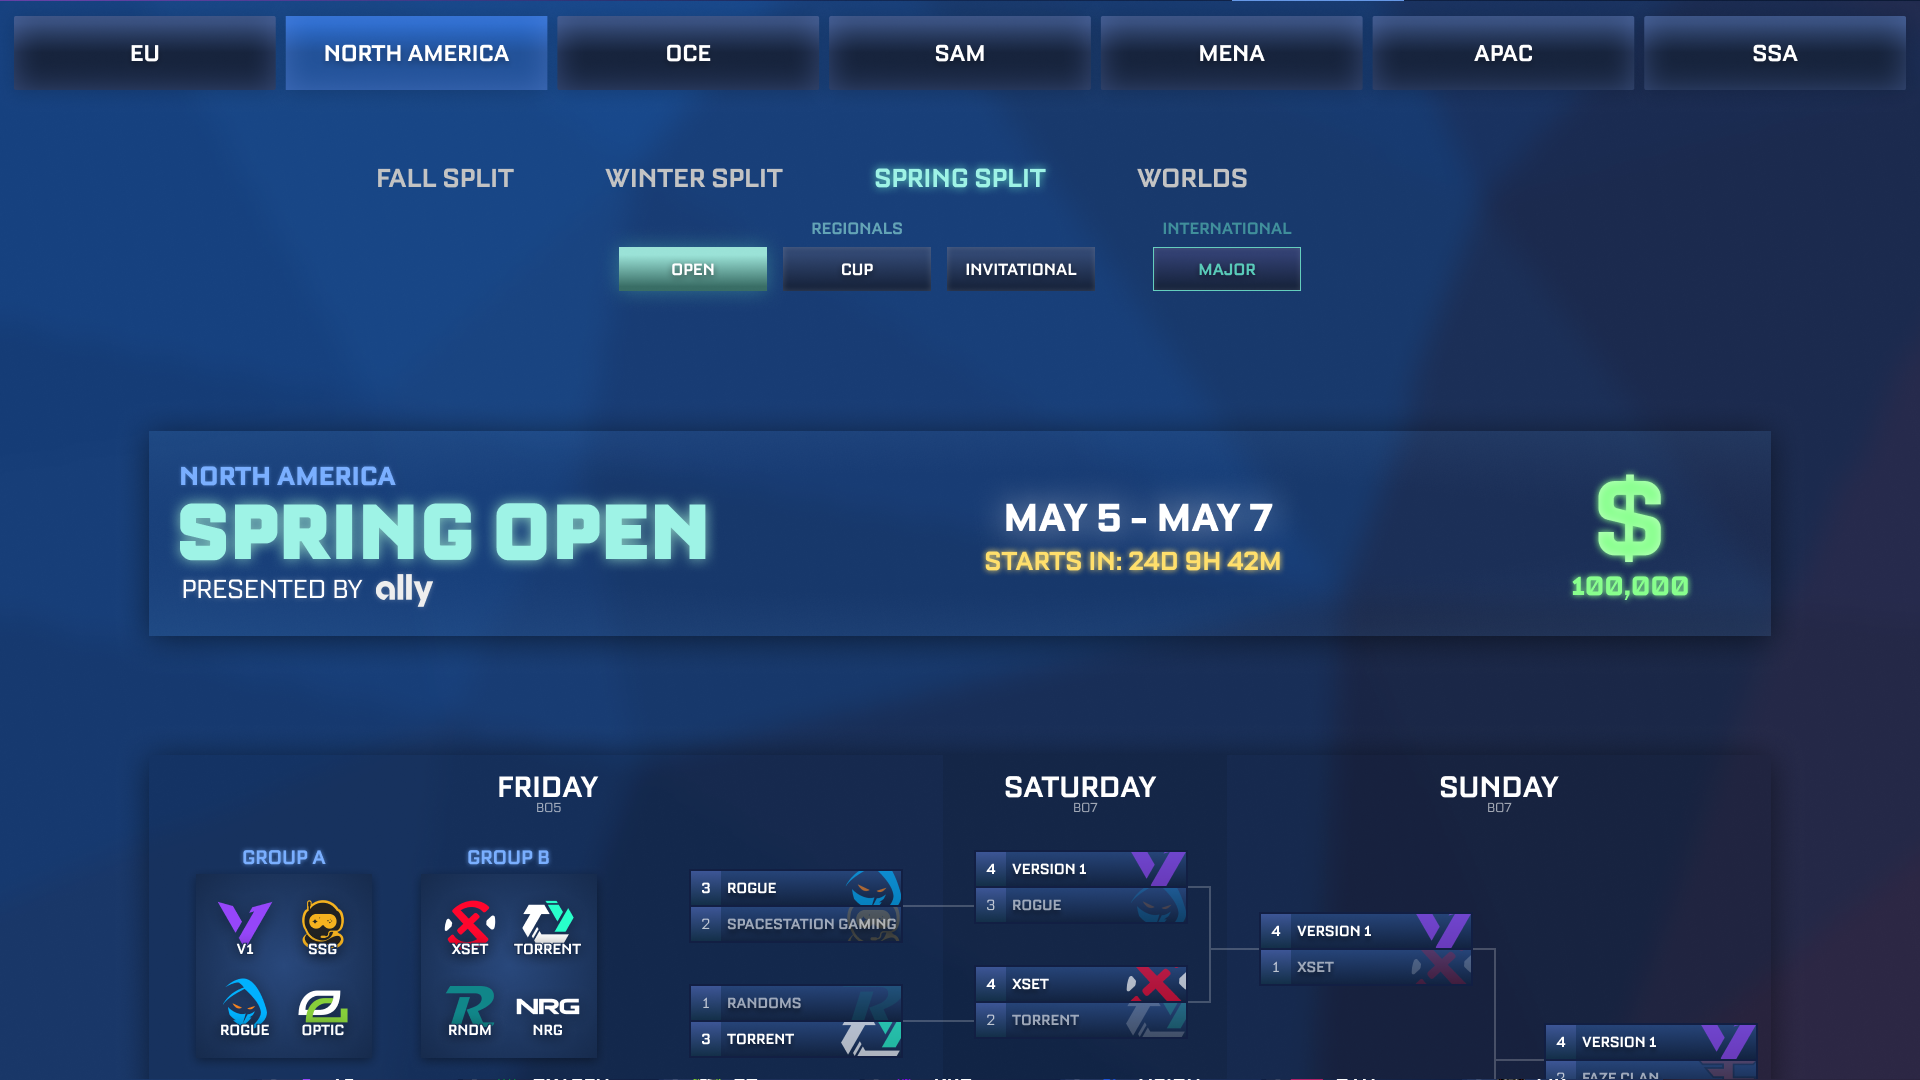 EU
NORTH AMERICA
OCE
SAM
MENA
APAC
SSA
FALL SPLIT
WINTER SPLIT
SPRING SPLIT
WORLDS
REGIONALS
INTERNATIONAL
OPEN
CUP
INVITATIONAL
MAJOR
NORTH AMERICA
SPRING OPEN
PRESENTED BY ally
MAY 5 - MAY 7
STARTS IN: 24D 9H 42M
$
100,000
FRIDAY
BO5
SATURDAY
BO7
SUNDAY
BO7
GROUP A
V1
SSG
ROGUE
OPTIC
GROUP B
XSET
TORRENT
RNDM
NRG
NRG
3 ROGUE
2 SPACESTATION GAMING
1 RANDOMS
3 TORRENT
4 VERSION 1
3 ROGUE
4 XSET
2 TORRENT
4 VERSION 1
1 XSET
4 VERSION 1
FAZE CLAN